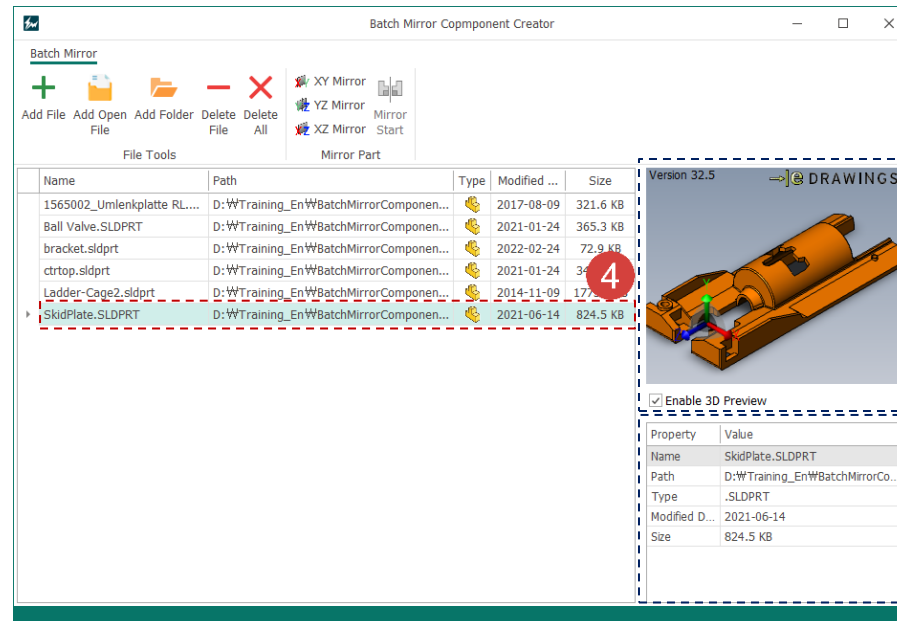 Batch Mirror Copmponent Creator
Batch Mirror
Add File
Add Open File
Add Folder
Delete File
Delete All
XY Mirror
YZ Mirror
XZ Mirror
Mirror Start
File Tools
Mirror Part
Name Path Type Modified ... Size
1565002_Umlenkplatte RL.... D:₩Training_En₩BatchMirrorComponen... 2017-08-09 321.6 KB
Ball Valve.SLDPRT D:₩Training_En₩BatchMirrorComponen... 2021-01-24 365.3 KB
bracket.sldprt D:₩Training_En₩BatchMirrorComponen... 2022-02-24 72.9 KB
ctrtop.sldprt D:₩Training_En₩BatchMirrorComponen... 2021-01-24
Ladder-Cage2.sldprt D:₩Training_En₩BatchMirrorComponen... 2014-11-09
SkidPlate.SLDPRT D:₩Training_En₩BatchMirrorComponen... 2021-06-14 824.5 KB
4
Version 32.5
e DRAWINGS
Y
Enable 3D Preview
Property Value
Name SkidPlate.SLDPRT
Path D:₩Training_En₩BatchMirrorCo...
Type .SLDPRT
Modified D... 2021-06-14
Size 824.5 KB